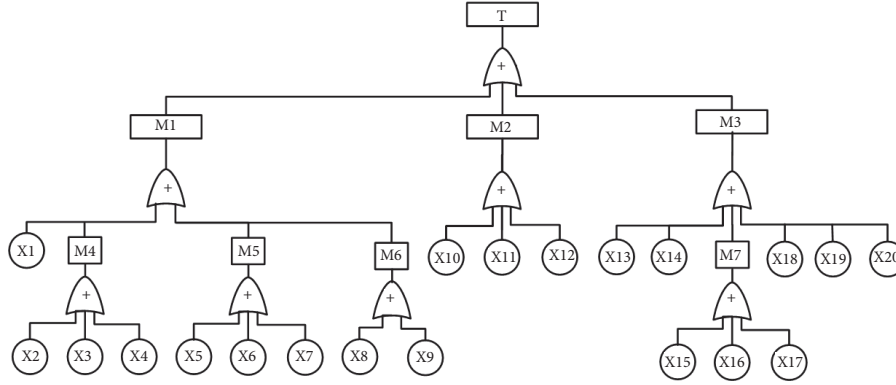 T
+
M1 M2 M3
+ + +
X1 M4 M5 M6 X10 X11 X12 X13 X14 M7 X18 X19 X20
+ + + +
X2 X3 X4 X5 X6 X7 X8 X9 X15 X16 X17